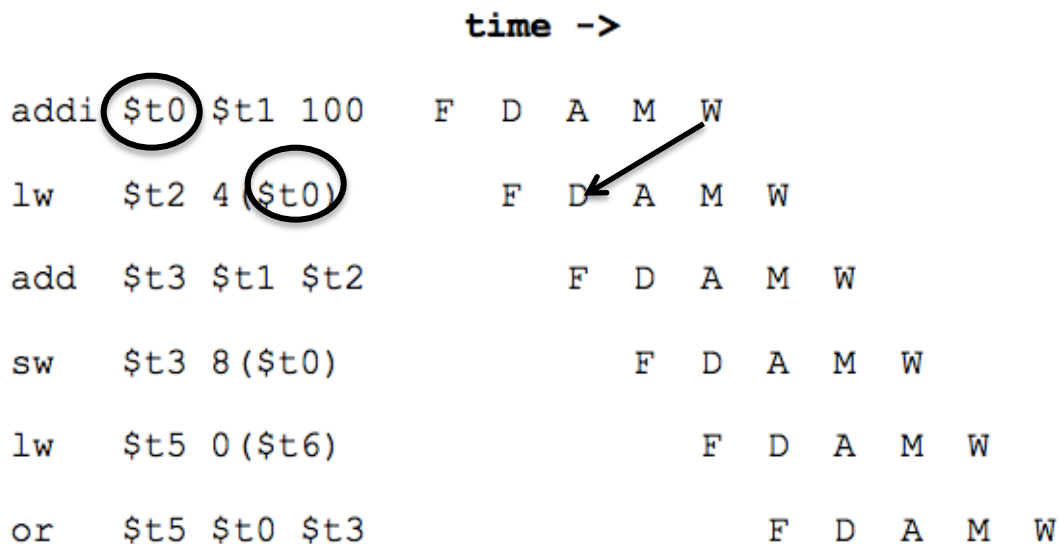 time ->
addi $t0 $t1 100 F D A M W
lw $t2 4($t0) F D A M W
add $t3 $t1 $t2 F D A M W
sw $t3 8($t0) F D A M W
lw $t5 0($t6) F D A M W
or $t5 $t0 $t3 F D A M W